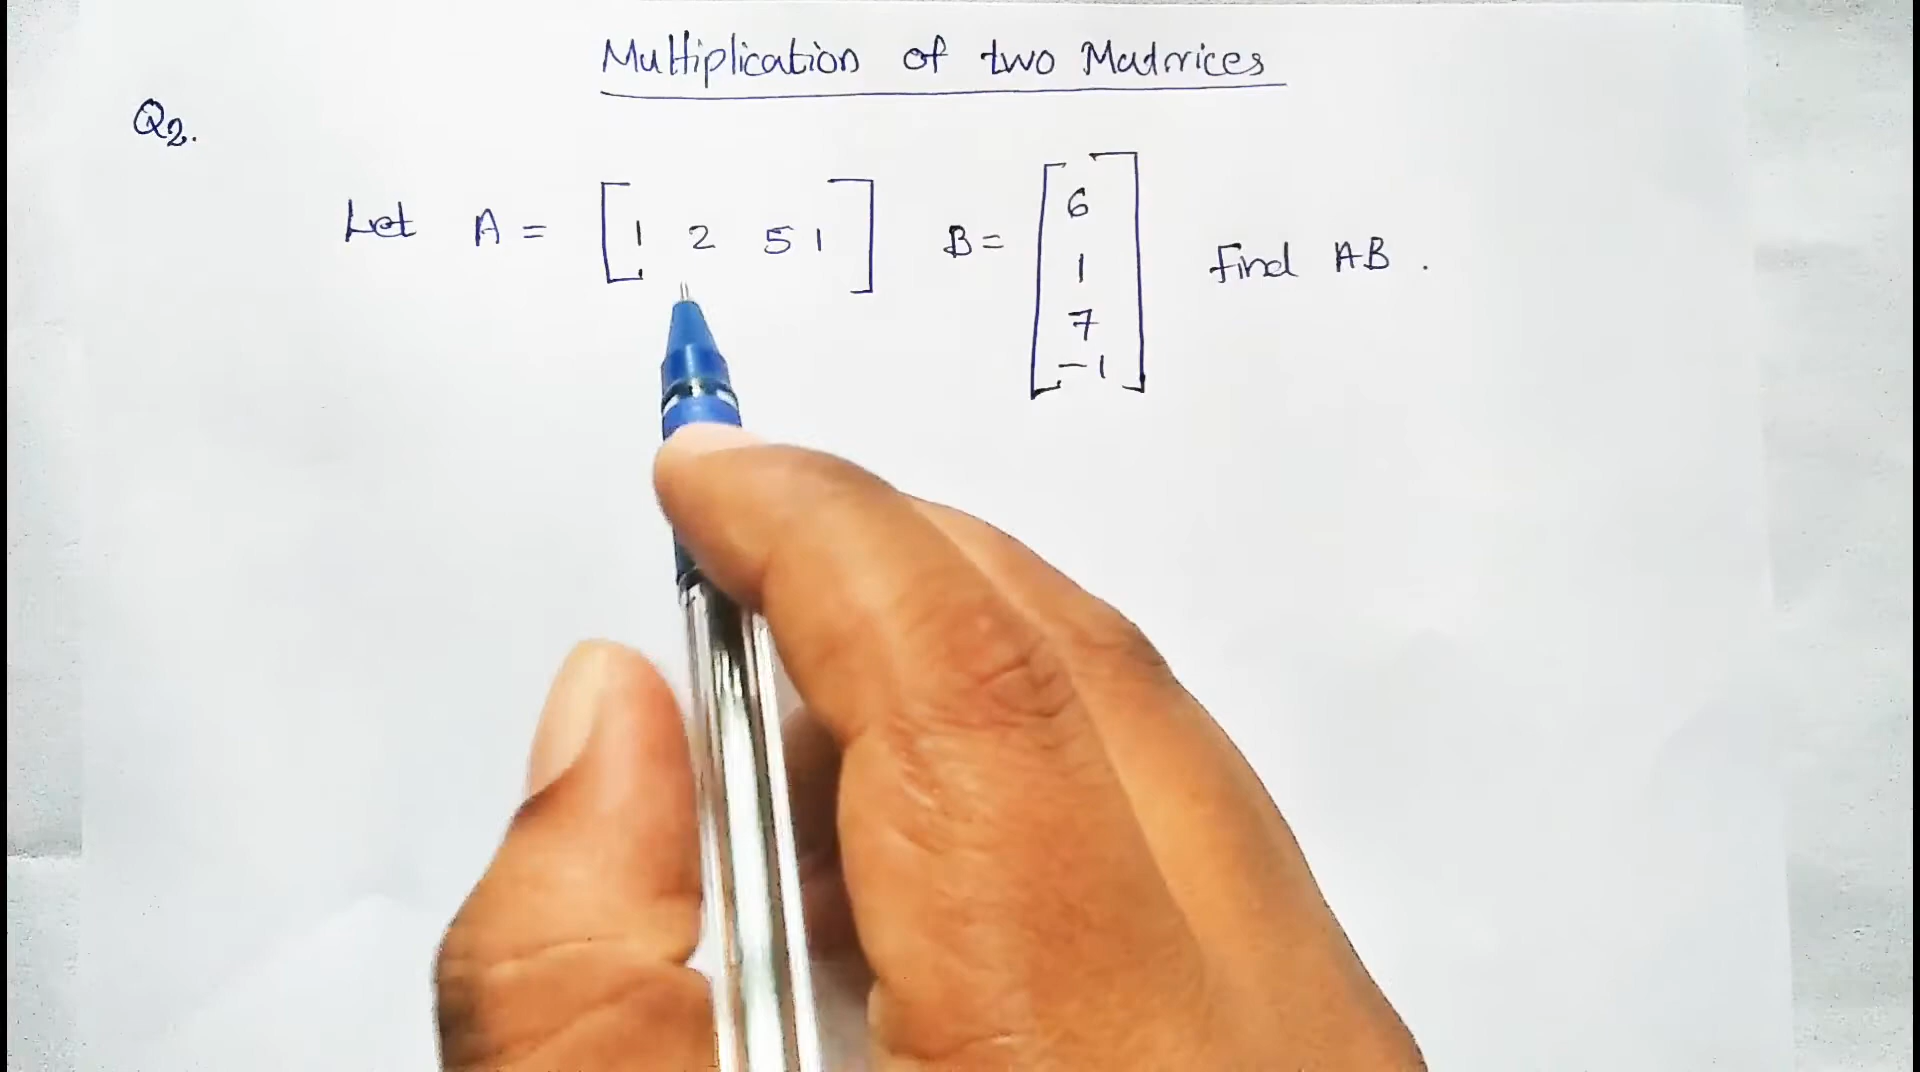 Multiplication of two Matrices
Q2.
Let A = [1 2 5 1] B = [6 1 7 -1] Find AB.